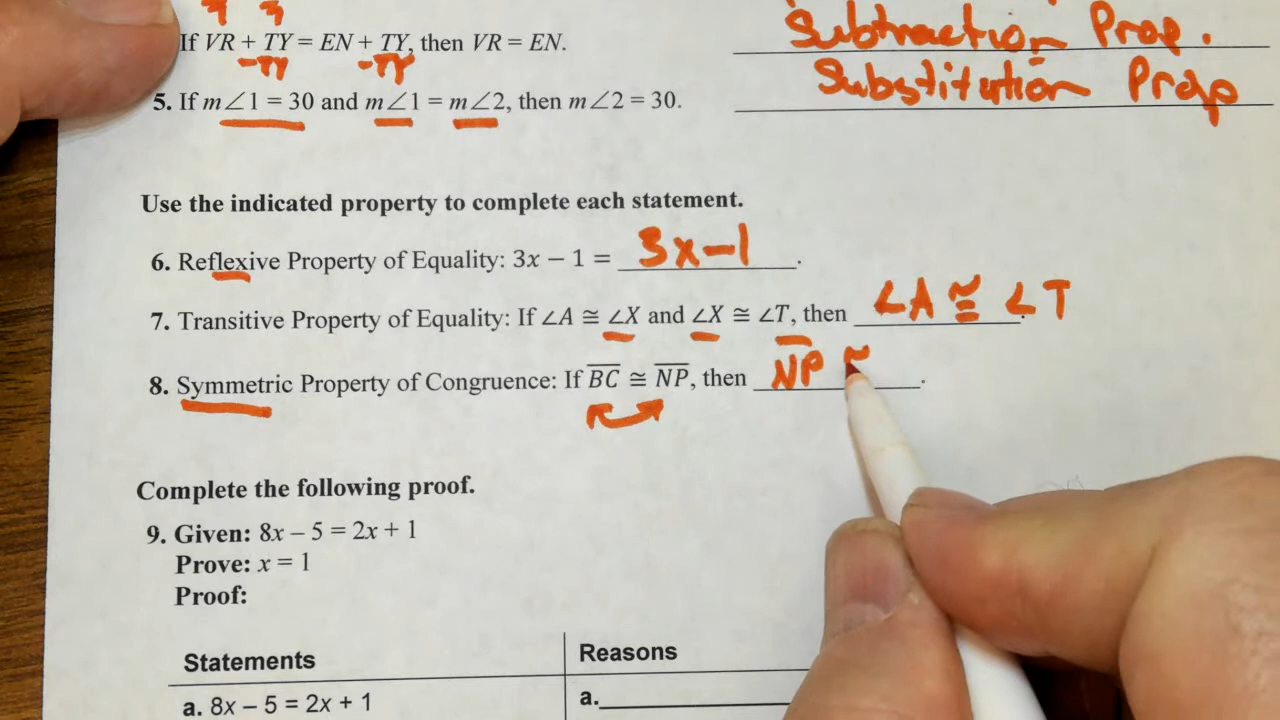 If VR + TY = EN + TY, then VR = EN. Subtraction Prop.
-TY -TY
5. If m∠1 = 30 and m∠1 = m∠2, then m∠2 = 30. Substitution Prop
Use the indicated property to complete each statement.
6. Reflexive Property of Equality: 3x − 1 = 3x-1.
7. Transitive Property of Equality: If ∠A ≅ ∠X and ∠X ≅ ∠T, then ∠A ≅ ∠T.
8. Symmetric Property of Congruence: If B̅C̅ ≅ N̅P̅, then N̅P̅ ≅.
Complete the following proof.
9. Given: 8x – 5 = 2x + 1
Prove: x = 1
Proof:
Statements Reasons
a. 8x – 5 = 2x + 1 a.